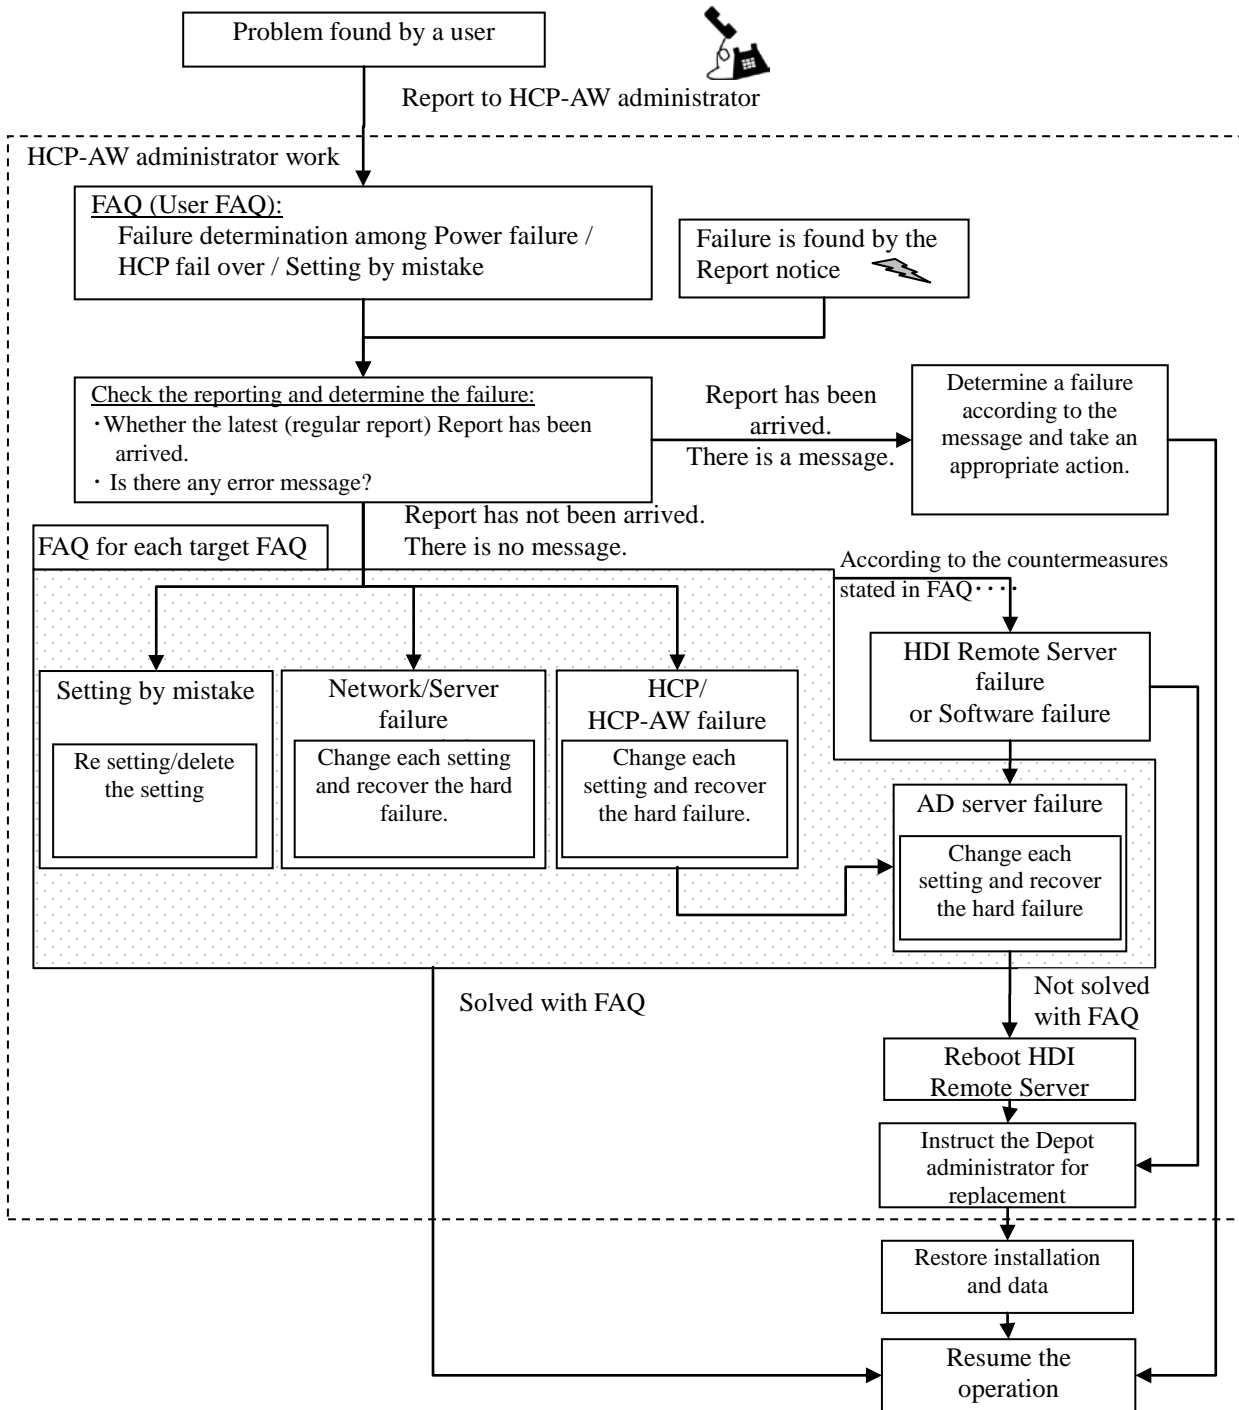 Problem found by a user
Report to HCP-AW administrator
HCP-AW administrator work
FAQ (User FAQ):
Failure determination among Power failure /
HCP fail over / Setting by mistake
Failure is found by the
Report notice
Check the reporting and determine the failure:
・Whether the latest (regular report) Report has been
arrived.
・ Is there any error message?
Report has been
arrived.
There is a message.
Determine a failure
according to the
message and take an
appropriate action.
Report has not been arrived.
There is no message.
FAQ for each target FAQ
According to the countermeasures
stated in FAQ････
Setting by mistake
Re setting/delete
the setting
Network/Server
failure
Change each setting
and recover the hard
failure.
HCP/
HCP-AW failure
Change each
setting and recover
the hard failure.
HDI Remote Server
failure
or Software failure
AD server failure
Change each
setting and recover
the hard failure
Solved with FAQ
Not solved
with FAQ
Reboot HDI
Remote Server
Instruct the Depot
administrator for
replacement
Restore installation
and data
Resume the
operation